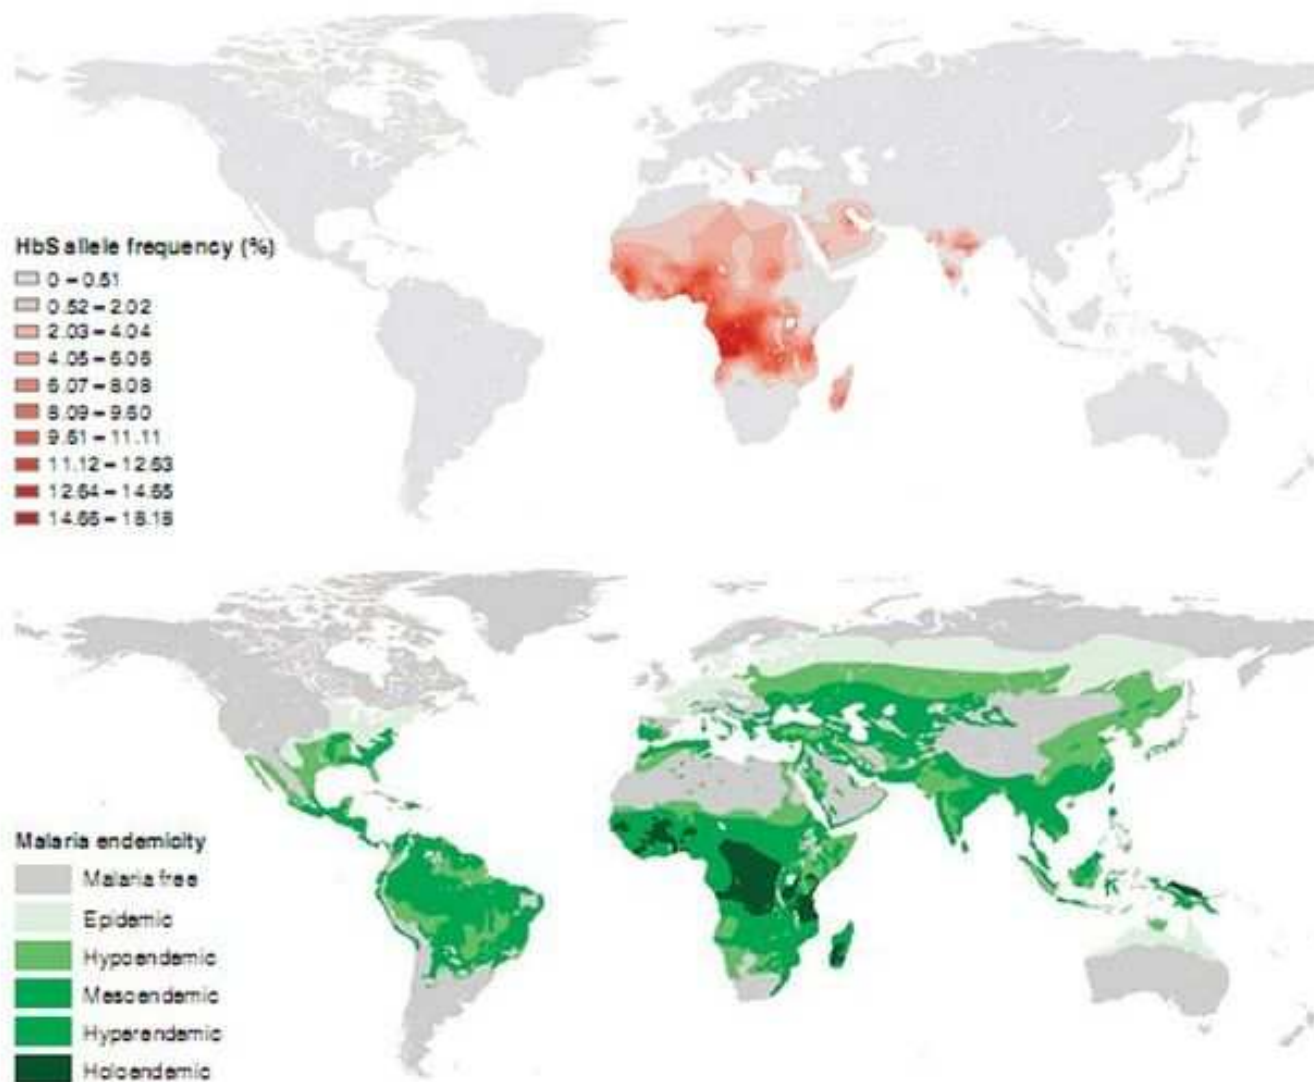 HbS allele frequency (%)
0 – 0.51
0.52 – 2.02
2.03 – 4.04
4.05 – 6.06
6.07 – 8.08
8.09 – 9.60
9.61 – 11.11
11.12 – 12.63
12.64 – 14.65
14.66 – 18.18
Malaria endemicity
Malaria free
Epidemic
Hypoendemic
Mesoendemic
Hyperendemic
Holoendemic